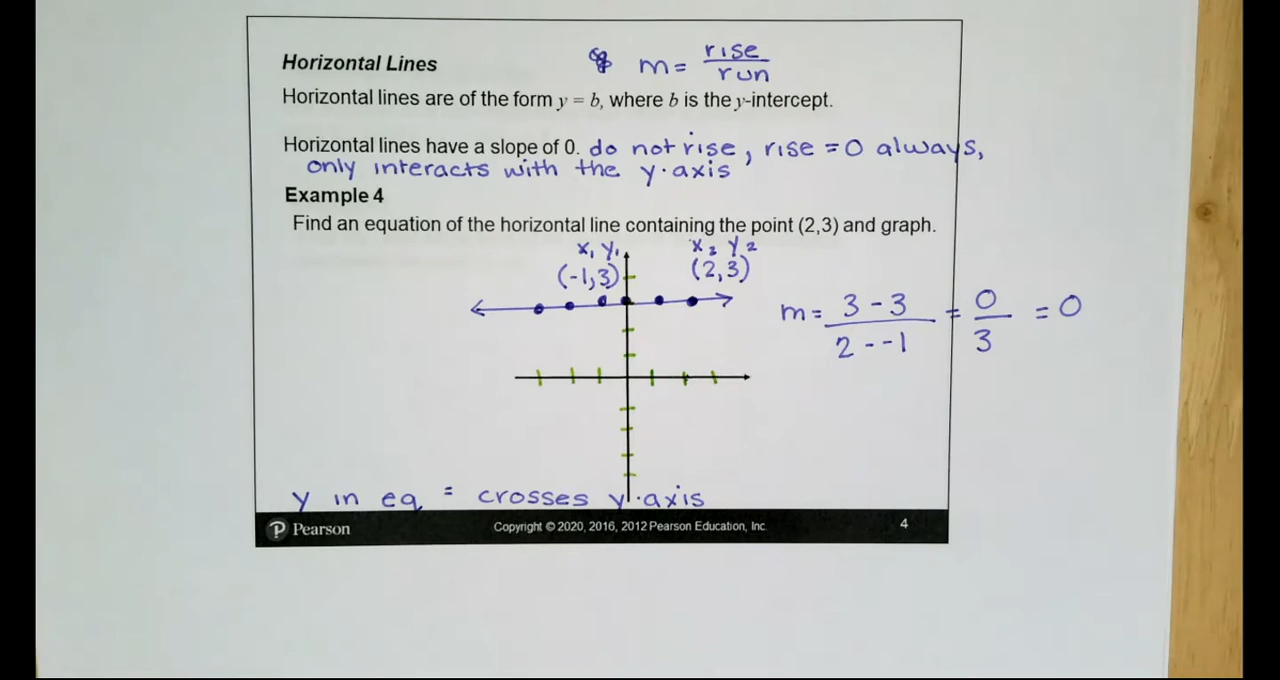 Horizontal Lines
m = rise/run
Horizontal lines are of the form y = b, where b is the y-intercept.
Horizontal lines have a slope of 0. do not rise, rise = 0 always,
only interacts with the y-axis
Example 4
Find an equation of the horizontal line containing the point (2,3) and graph.
x₁ y₁ x₂ y₂
(-1,3) (2,3)
m = 3 - 3 / 2 - -1 = 0/3 = 0
y in eq = crosses y-axis
Pearson Copyright © 2020, 2016, 2012 Pearson Education, Inc. 4